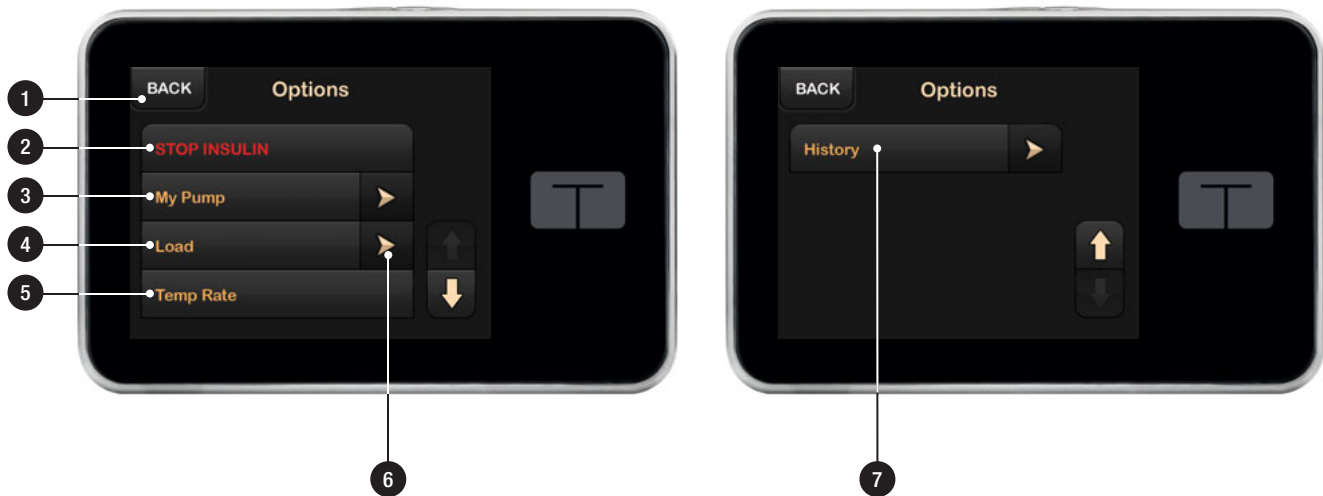 BACK
Options
1
2
STOP INSULIN
3
My Pump
4
Load
5
Temp Rate
6
BACK
Options
History
7